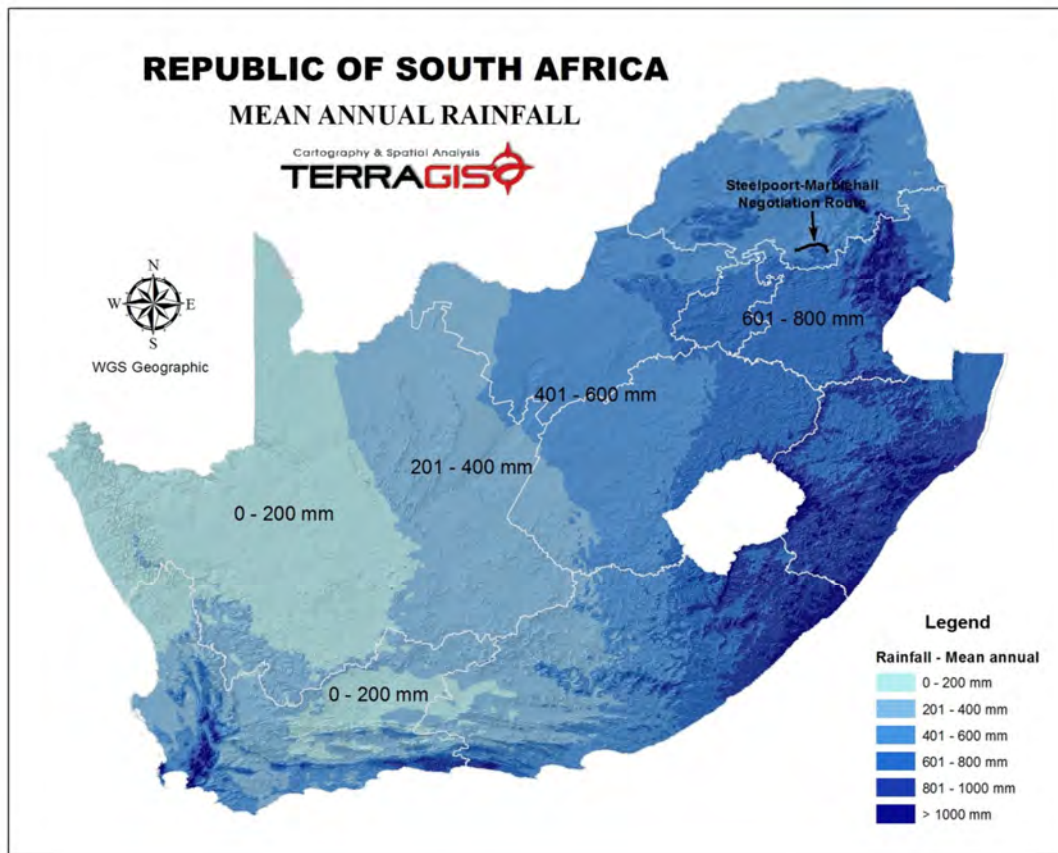 REPUBLIC OF SOUTH AFRICA
MEAN ANNUAL RAINFALL
Cartography & Spatial Analysis
TERRAGIS
Steelpoort-Marblehall
Negotiation Route
N
W E
S
WGS Geographic
601 - 800 mm
401 - 600 mm
201 - 400 mm
0 - 200 mm
0 - 200 mm
Legend
Rainfall - Mean annual
0 - 200 mm
201 - 400 mm
401 - 600 mm
601 - 800 mm
801 - 1000 mm
> 1000 mm